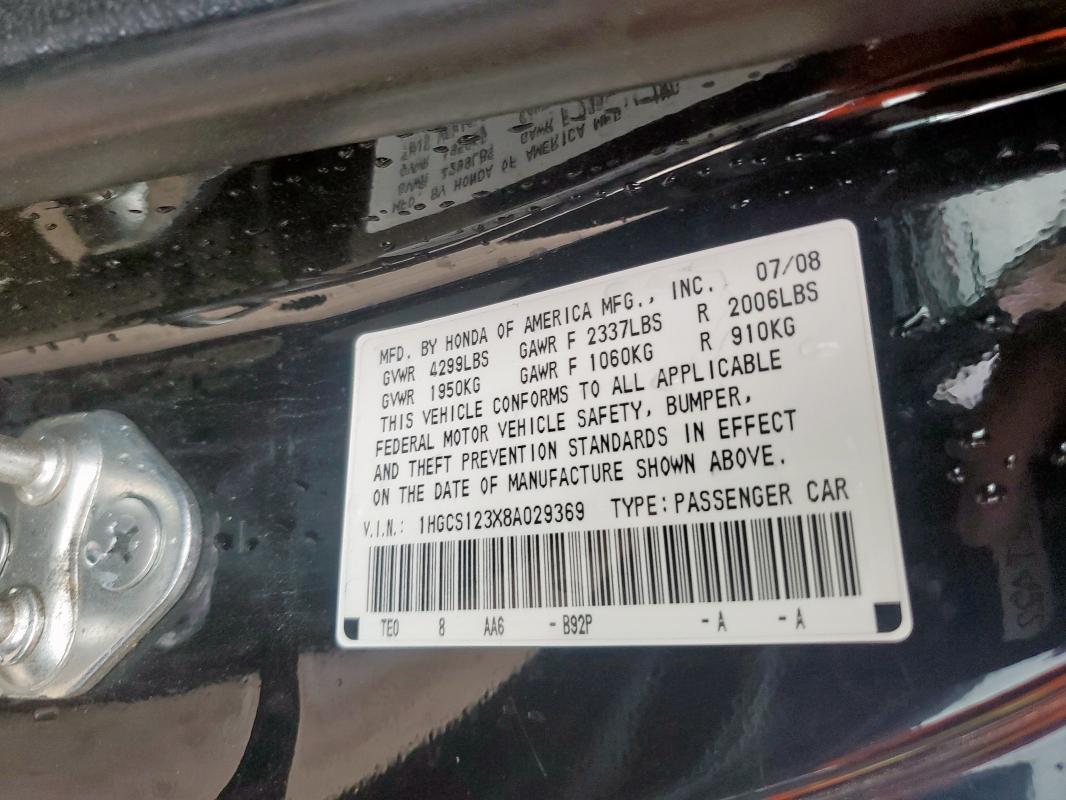 MFD. BY HONDA OF AMERICA MFG., INC. 07/08
GVWR 4299LBS GAWR F 2337LBS R 2006LBS
GVWR 1950KG GAWR F 1060KG R 910KG
THIS VEHICLE CONFORMS TO ALL APPLICABLE
FEDERAL MOTOR VEHICLE SAFETY, BUMPER,
AND THEFT PREVENTION STANDARDS IN EFFECT
ON THE DATE OF MANUFACTURE SHOWN ABOVE.
V.I.N.: 1HGCS123X8A029369 TYPE: PASSENGER CAR
TE0 8 AA6 - B92P - A - A